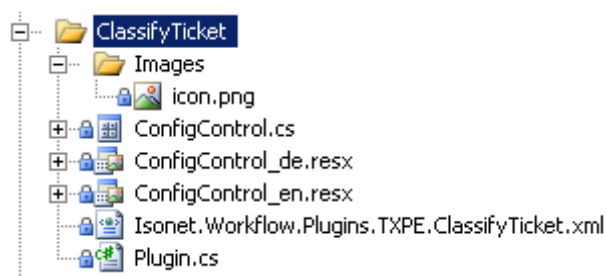 ClassifyTicket
Images
icon.png
ConfigControl.cs
ConfigControl_de.resx
ConfigControl_en.resx
Isonet.Workflow.Plugins.TXPE.ClassifyTicket.xml
Plugin.cs